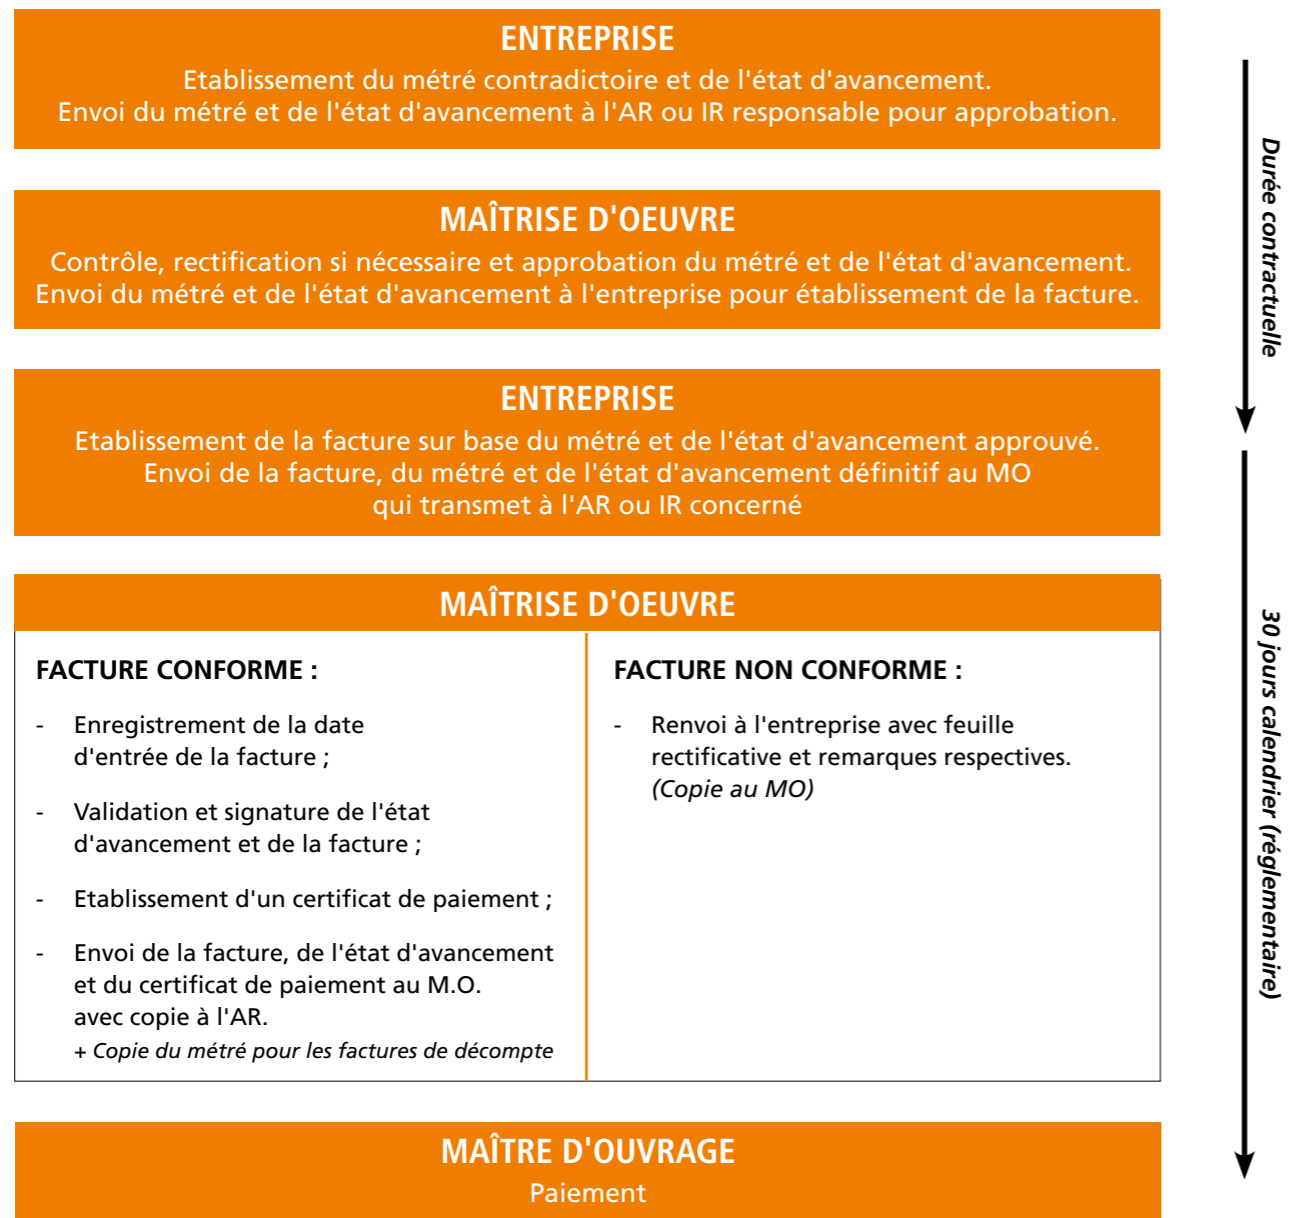 ENTREPRISE
Etablissement du métré contradictoire et de l'état d'avancement.
Envoi du métré et de l'état d'avancement à l'AR ou IR responsable pour approbation.
MAÎTRISE D'OEUVRE
Contrôle, rectification si nécessaire et approbation du métré et de l'état d'avancement.
Envoi du métré et de l'état d'avancement à l'entreprise pour établissement de la facture.
ENTREPRISE
Etablissement de la facture sur base du métré et de l'état d'avancement approuvé.
Envoi de la facture, du métré et de l'état d'avancement définitif au MO
qui transmet à l'AR ou IR concerné
Durée contractuelle
MAÎTRISE D'OEUVRE
FACTURE CONFORME :
- Enregistrement de la date
d'entrée de la facture ;
- Validation et signature de l'état
d'avancement et de la facture ;
- Etablissement d'un certificat de paiement ;
- Envoi de la facture, de l'état d'avancement
et du certificat de paiement au M.O.
avec copie à l'AR.
+ Copie du métré pour les factures de décompte
FACTURE NON CONFORME :
- Renvoi à l'entreprise avec feuille
rectificative et remarques respectives.
(Copie au MO)
30 jours calendrier (réglementaire)
MAÎTRE D'OUVRAGE
Paiement